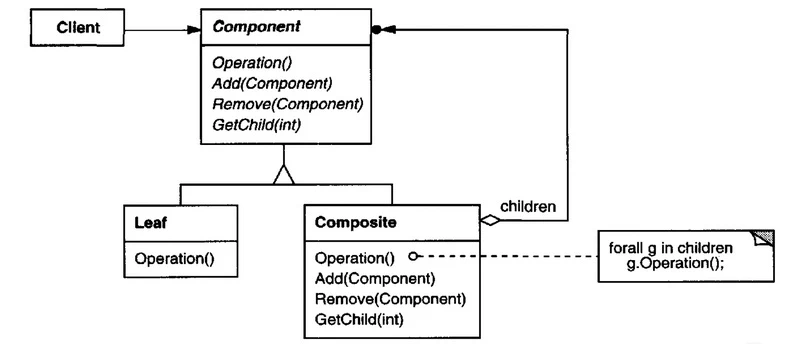 Client
Component
Operation()
Add(Component)
Remove(Component)
GetChild(int)
children
Leaf
Operation()
Composite
Operation()
Add(Component)
Remove(Component)
GetChild(int)
forall g in children
g.Operation();